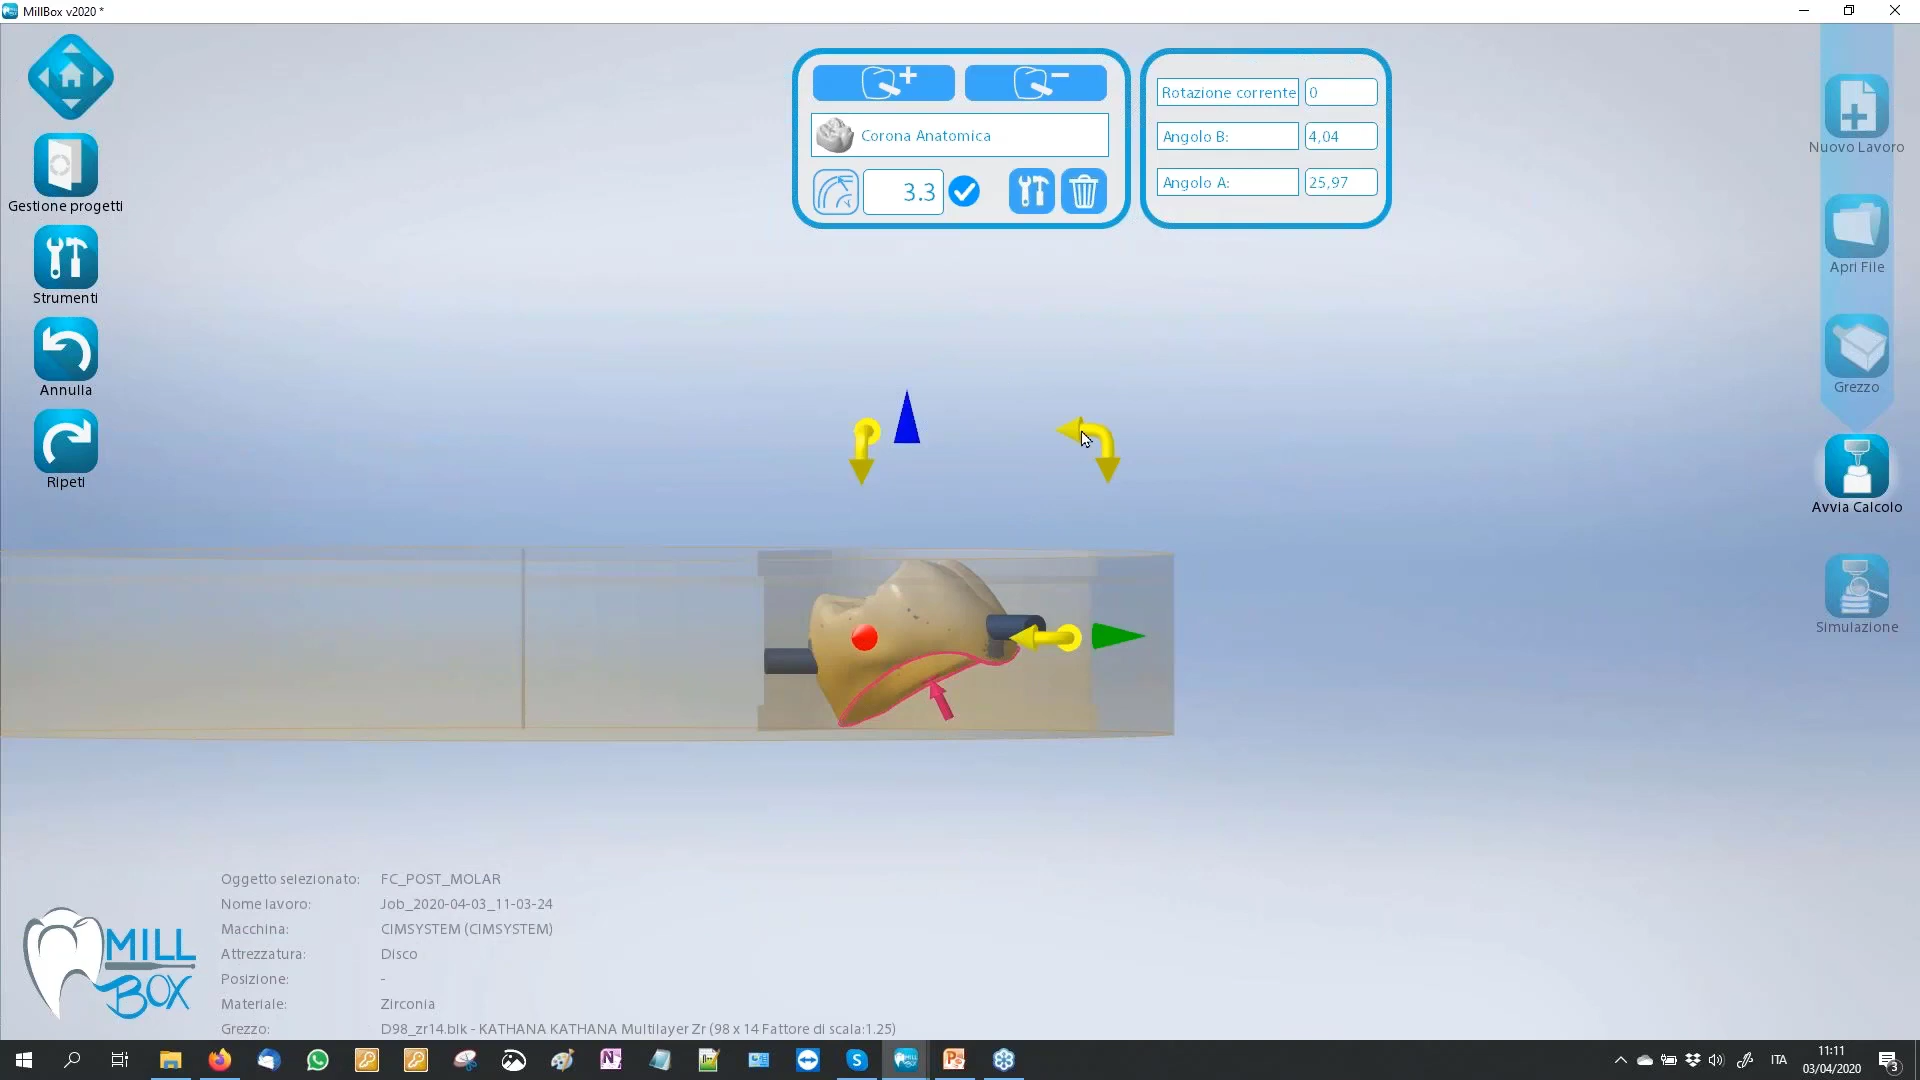 MillBox v2020 *
Gestione progetti
Strumenti
Annulla
Ripeti
Corona Anatomica
3.3
Rotazione corrente 0
Angolo B: 4,04
Angolo A: 25,97
Nuovo Lavoro
Apri File
Grezzo
Avvia Calcolo
Simulazione
Oggetto selezionato: FC_POST_MOLAR
Nome lavoro: Job_2020-04-03_11-03-24
Macchina: CIMSYSTEM (CIMSYSTEM)
Attrezzatura: Disco
Posizione: -
Materiale: Zirconia
Grezzo: D98_zr14.blk - KATHANA KATHANA Multilayer Zr (98 x 14 Fattore di scala:1.25)
MILL
BOX
ITA
11:11
03/04/2020
3